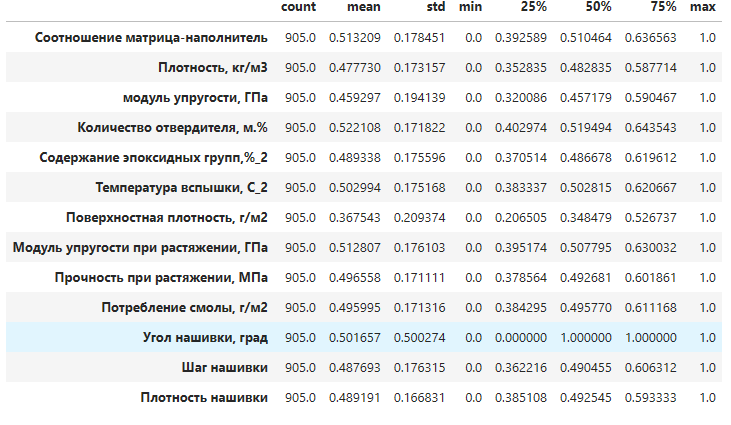 count mean std min 25% 50% 75% max
Соотношение матрица-наполнитель 905.0 0.513209 0.178451 0.0 0.392589 0.510464 0.636563 1.0
Плотность, кг/м3 905.0 0.477730 0.173157 0.0 0.352835 0.482835 0.587714 1.0
модуль упругости, ГПа 905.0 0.459297 0.194139 0.0 0.320086 0.457179 0.590467 1.0
Количество отвердителя, м.% 905.0 0.522108 0.171822 0.0 0.402974 0.519494 0.643543 1.0
Содержание эпоксидных групп,%_2 905.0 0.489338 0.175596 0.0 0.370514 0.486678 0.619612 1.0
Температура вспышки, С_2 905.0 0.502994 0.175168 0.0 0.383337 0.502815 0.620667 1.0
Поверхностная плотность, г/м2 905.0 0.367543 0.209374 0.0 0.206505 0.348479 0.526737 1.0
Модуль упругости при растяжении, ГПа 905.0 0.512807 0.176103 0.0 0.395174 0.507795 0.630032 1.0
Прочность при растяжении, МПа 905.0 0.496558 0.171111 0.0 0.378564 0.492681 0.601861 1.0
Потребление смолы, г/м2 905.0 0.495995 0.171316 0.0 0.384295 0.495770 0.611168 1.0
Угол нашивки, град 905.0 0.501657 0.500274 0.0 0.000000 1.000000 1.000000 1.0
Шаг нашивки 905.0 0.487693 0.176315 0.0 0.362216 0.490455 0.606312 1.0
Плотность нашивки 905.0 0.489191 0.166831 0.0 0.385108 0.492545 0.593333 1.0